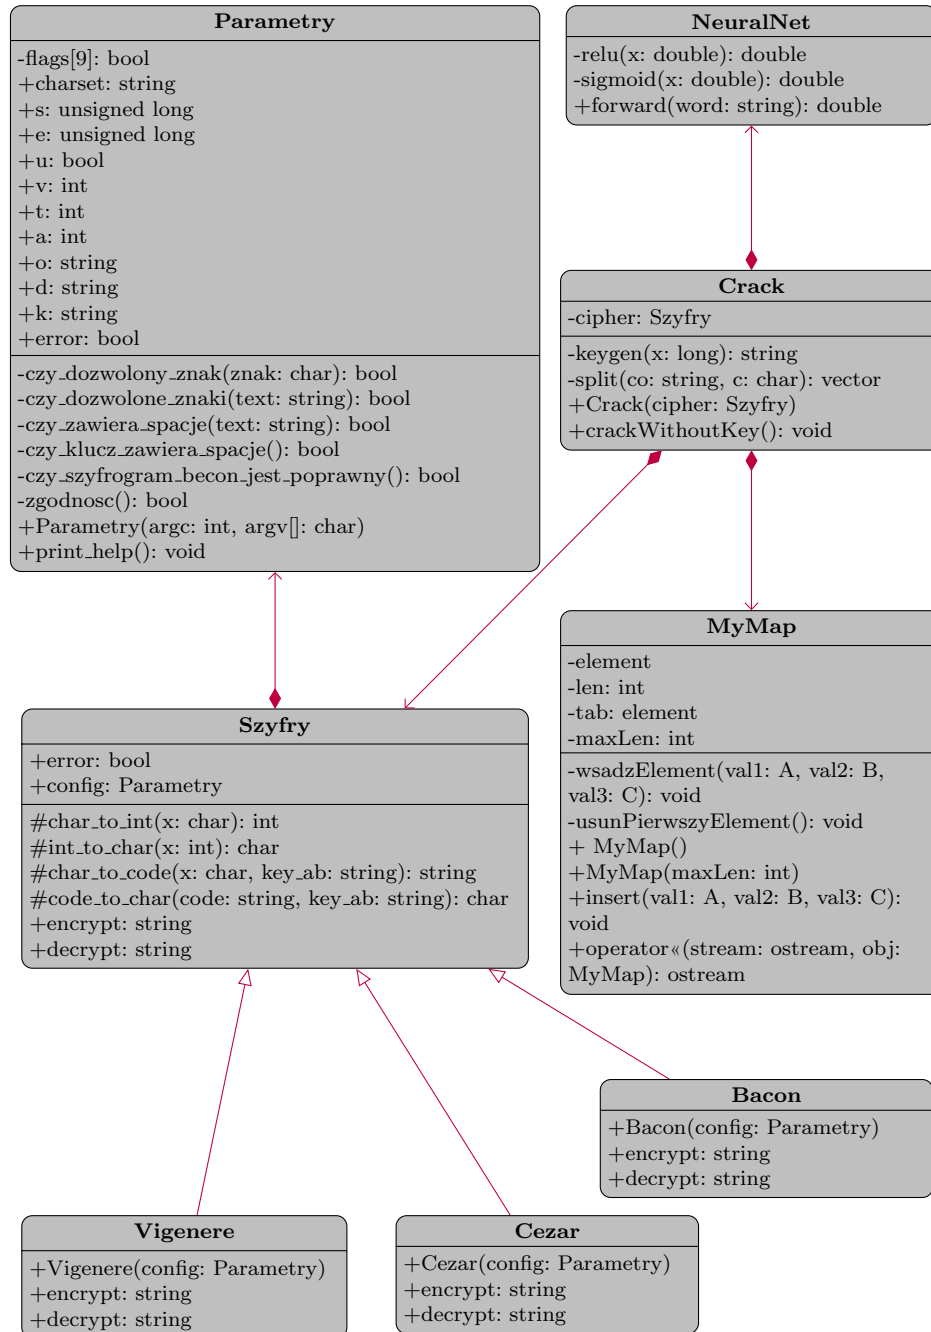 Parametry
-flags[9]: bool
+charset: string
+s: unsigned long
+e: unsigned long
+u: bool
+v: int
+t: int
+a: int
+o: string
+d: string
+k: string
+error: bool
-czy_dozwolony_znak(znak: char): bool
-czy_dozwolone_znaki(text: string): bool
-czy_zawiera_spacje(text: string): bool
-czy_klucz_zawiera_spacje(): bool
-czy_szyfrogram_becon_jest_poprawny(): bool
-zgodnosc(): bool
+Parametry(argc: int, argv[]: char)
+print_help(): void
NeuralNet
-relu(x: double): double
-sigmoid(x: double): double
+forward(word: string): double
Crack
-cipher: Szyfry
-keygen(x: long): string
-split(co: string, c: char): vector
+Crack(cipher: Szyfry)
+crackWithoutKey(): void
MyMap
-element
-len: int
-tab: element
-maxLen: int
-wsadzElement(val1: A, val2: B,
val3: C): void
-usunPierwszyElement(): void
+ MyMap()
+MyMap(maxLen: int)
+insert(val1: A, val2: B, val3: C):
void
+operator«(stream: ostream, obj:
MyMap): ostream
Szyfry
+error: bool
+config: Parametry
#char_to_int(x: char): int
#int_to_char(x: int): char
#char_to_code(x: char, key_ab: string): string
#code_to_char(code: string, key_ab: string): char
+encrypt: string
+decrypt: string
Bacon
+Bacon(config: Parametry)
+encrypt: string
+decrypt: string
Vigenere
+Vigenere(config: Parametry)
+encrypt: string
+decrypt: string
Cezar
+Cezar(config: Parametry)
+encrypt: string
+decrypt: string